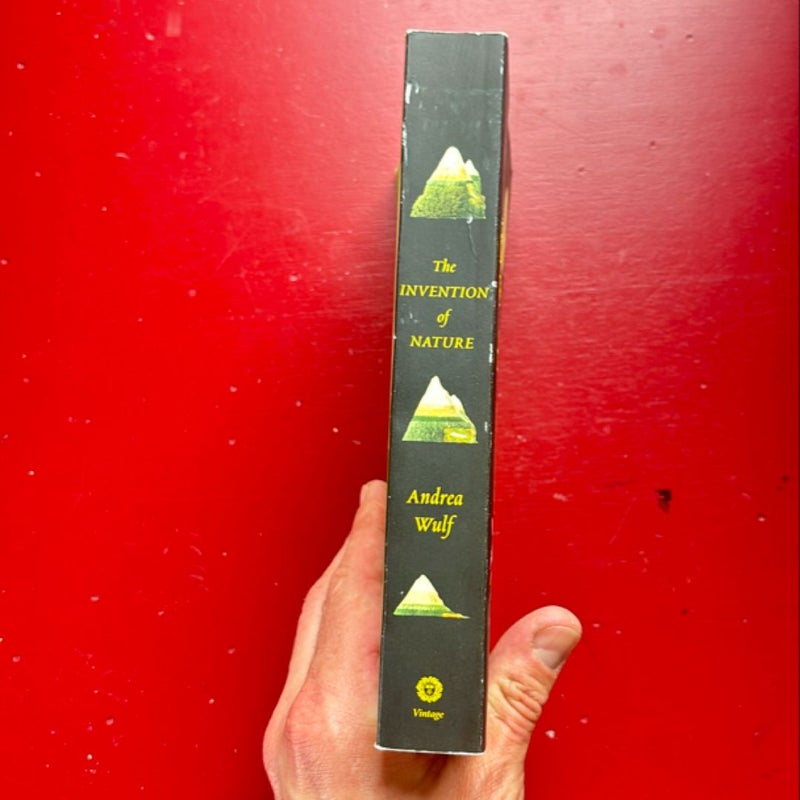 The
INVENTION
of
NATURE
Andrea
Wulf
Vintage